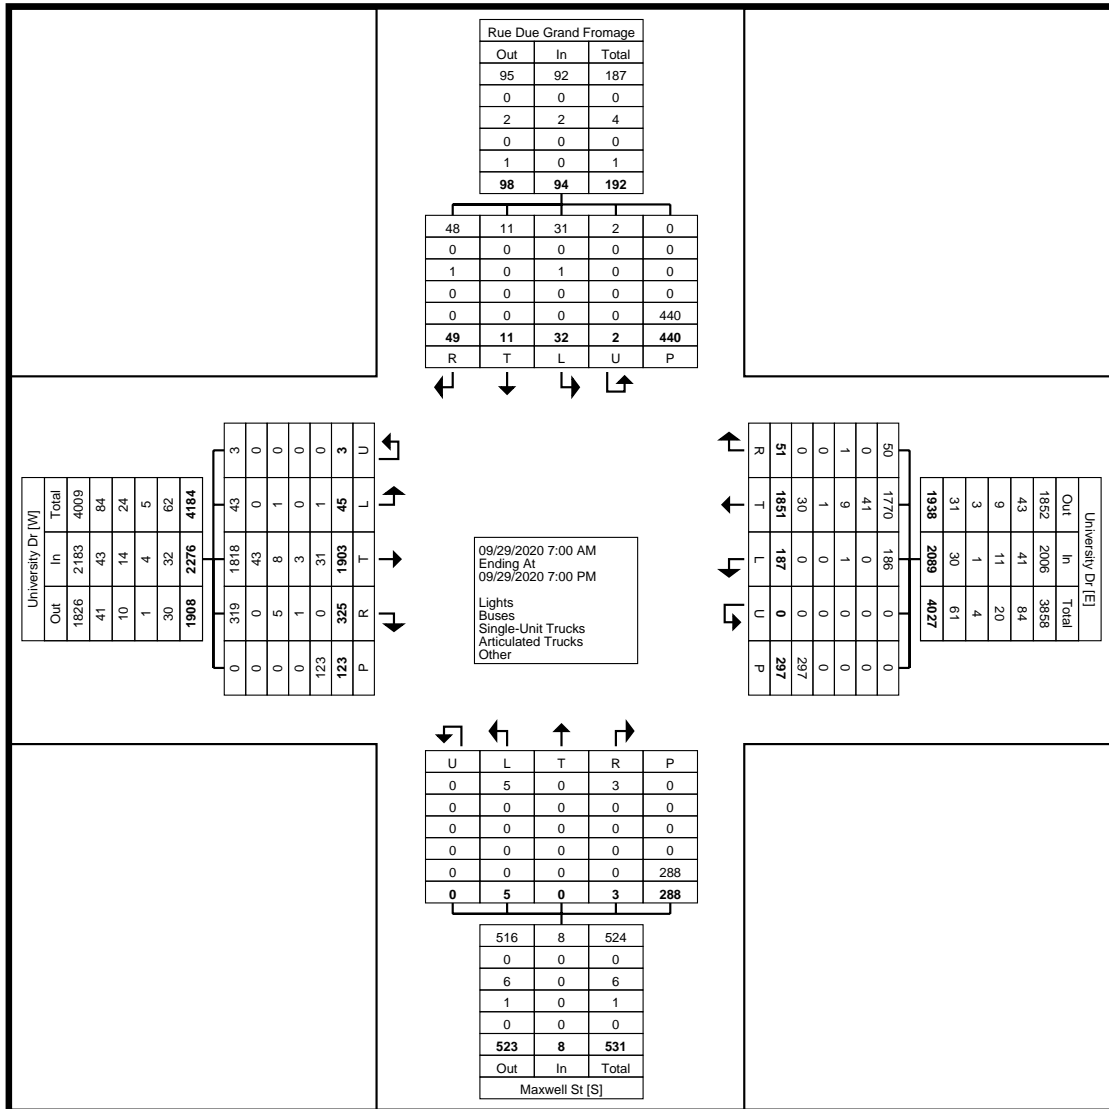 Rue Due Grand Fromage
Out In Total
95 92 187
0 0 0
2 2 4
0 0 0
1 0 1
98 94 192
48 11 31 2 0
0 0 0 0 0
1 0 1 0 0
0 0 0 0 0
0 0 0 0 440
49 11 32 2 440
R T L U P
University Dr [W]
Total In Out
4009 2183 1826
84 43 41
24 14 10
5 4 1
62 32 30
4184 2276 1908
3 43 1818 319 0
0 0 43 0 0
0 1 8 5 0
0 0 3 1 0
0 1 31 0 123
3 45 1903 325 123
U L T R P
09/29/2020 7:00 AM
Ending At
09/29/2020 7:00 PM
Lights
Buses
Single-Unit Trucks
Articulated Trucks
Other
University Dr [E]
Out In Total
1852 2006 3858
43 41 84
9 11 20
3 1 4
31 30 61
1938 2089 4027
50 1770 186 0 0
0 41 0 0 0
1 9 1 0 0
0 1 0 0 0
0 30 0 0 297
51 1851 187 0 297
R T L U P
U L T R P
0 5 0 3 0
0 0 0 0 0
0 0 0 0 0
0 0 0 0 0
0 0 0 0 288
0 5 0 3 288
516 8 524
0 0 0
6 0 6
1 0 1
0 0 0
523 8 531
Out In Total
Maxwell St [S]